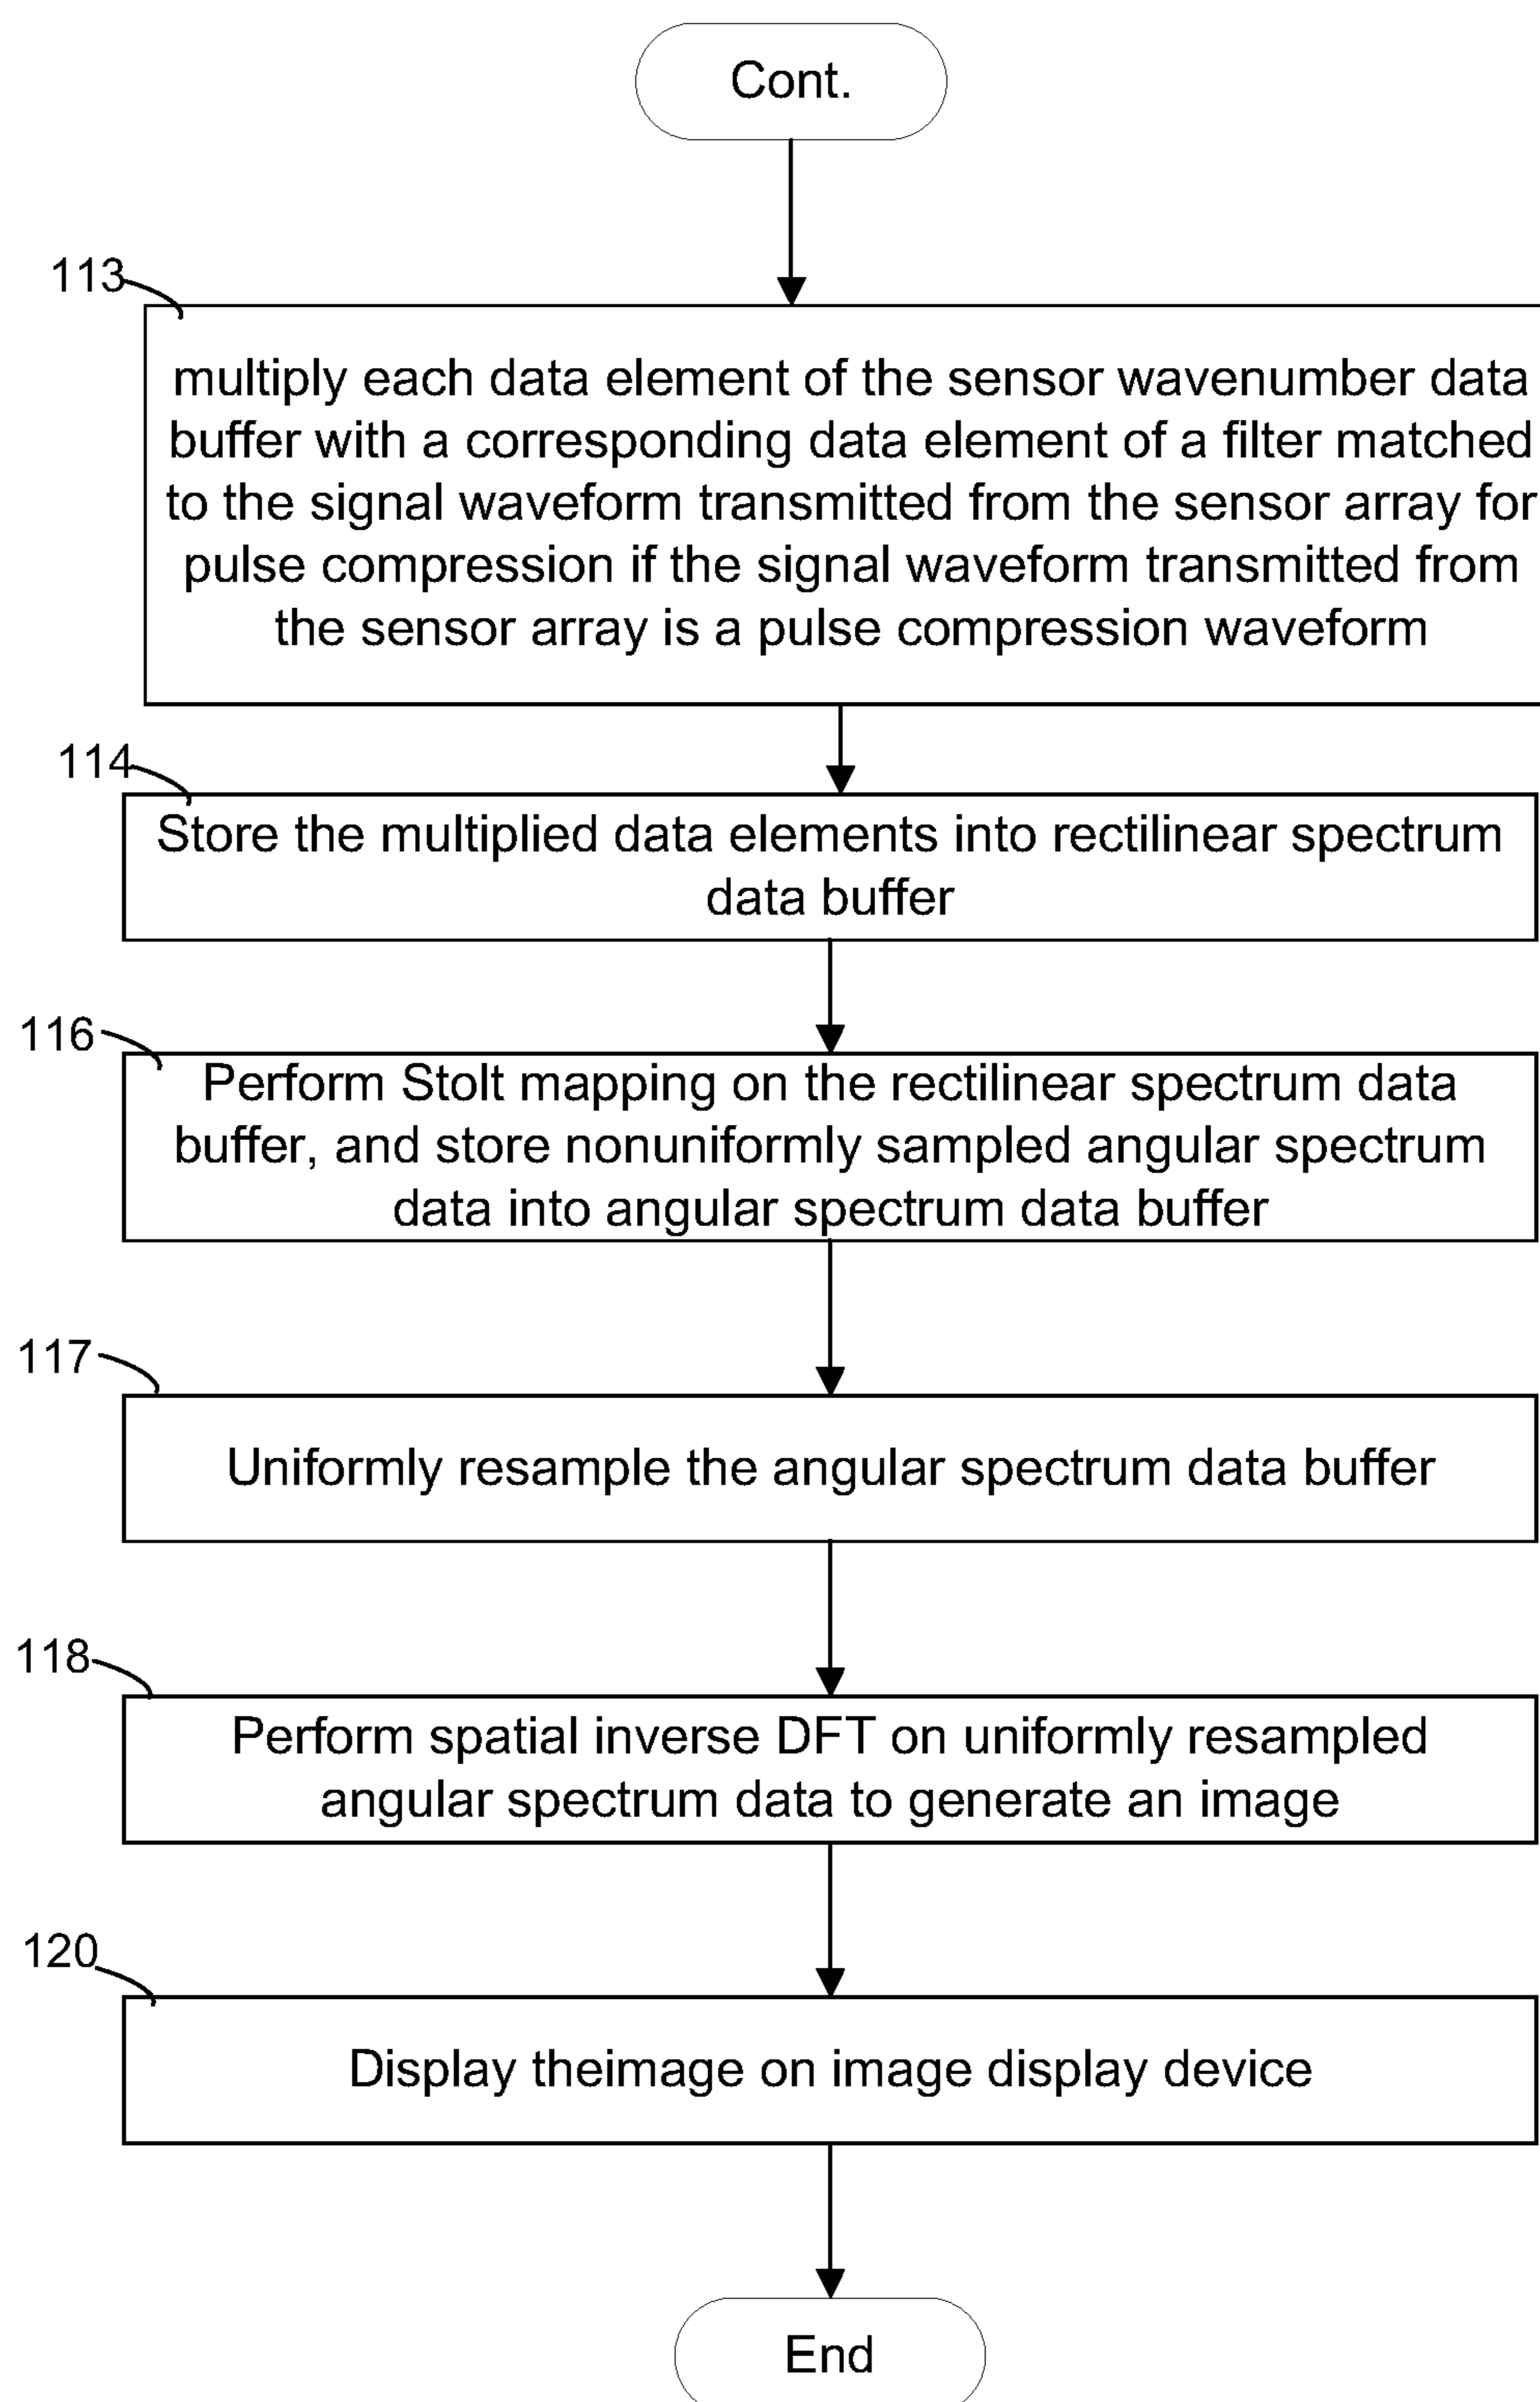 Cont.
113
multiply each data element of the sensor wavenumber data
buffer with a corresponding data element of a filter matched
to the signal waveform transmitted from the sensor array for
pulse compression if the signal waveform transmitted from
the sensor array is a pulse compression waveform
114
Store the multiplied data elements into rectilinear spectrum
data buffer
116
Perform Stolt mapping on the rectilinear spectrum data
buffer, and store nonuniformly sampled angular spectrum
data into angular spectrum data buffer
117
Uniformly resample the angular spectrum data buffer
118
Perform spatial inverse DFT on uniformly resampled
angular spectrum data to generate an image
120
Display theimage on image display device
End